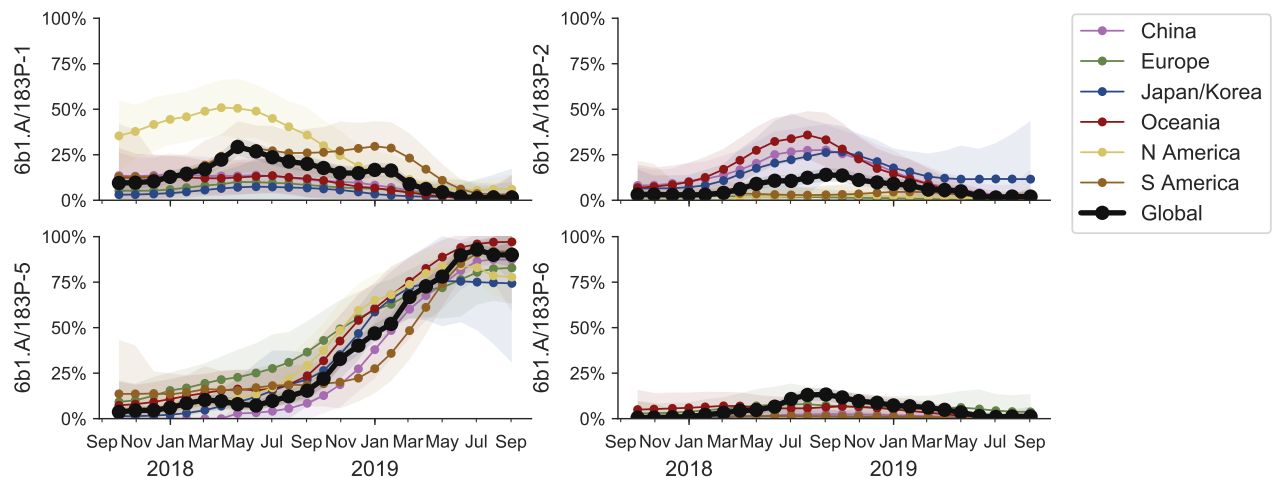 100%
75%
50%
25%
0%
6b1.A/183P-1
100%
75%
50%
25%
0%
6b1.A/183P-2
China
Europe
Japan/Korea
Oceania
N America
S America
Global
100%
75%
50%
25%
0%
6b1.A/183P-5
Sep Nov Jan Mar May Jul Sep Nov Jan Mar May Jul Sep
2018 2019
100%
75%
50%
25%
0%
6b1.A/183P-6
Sep Nov Jan Mar May Jul Sep Nov Jan Mar May Jul Sep
2018 2019